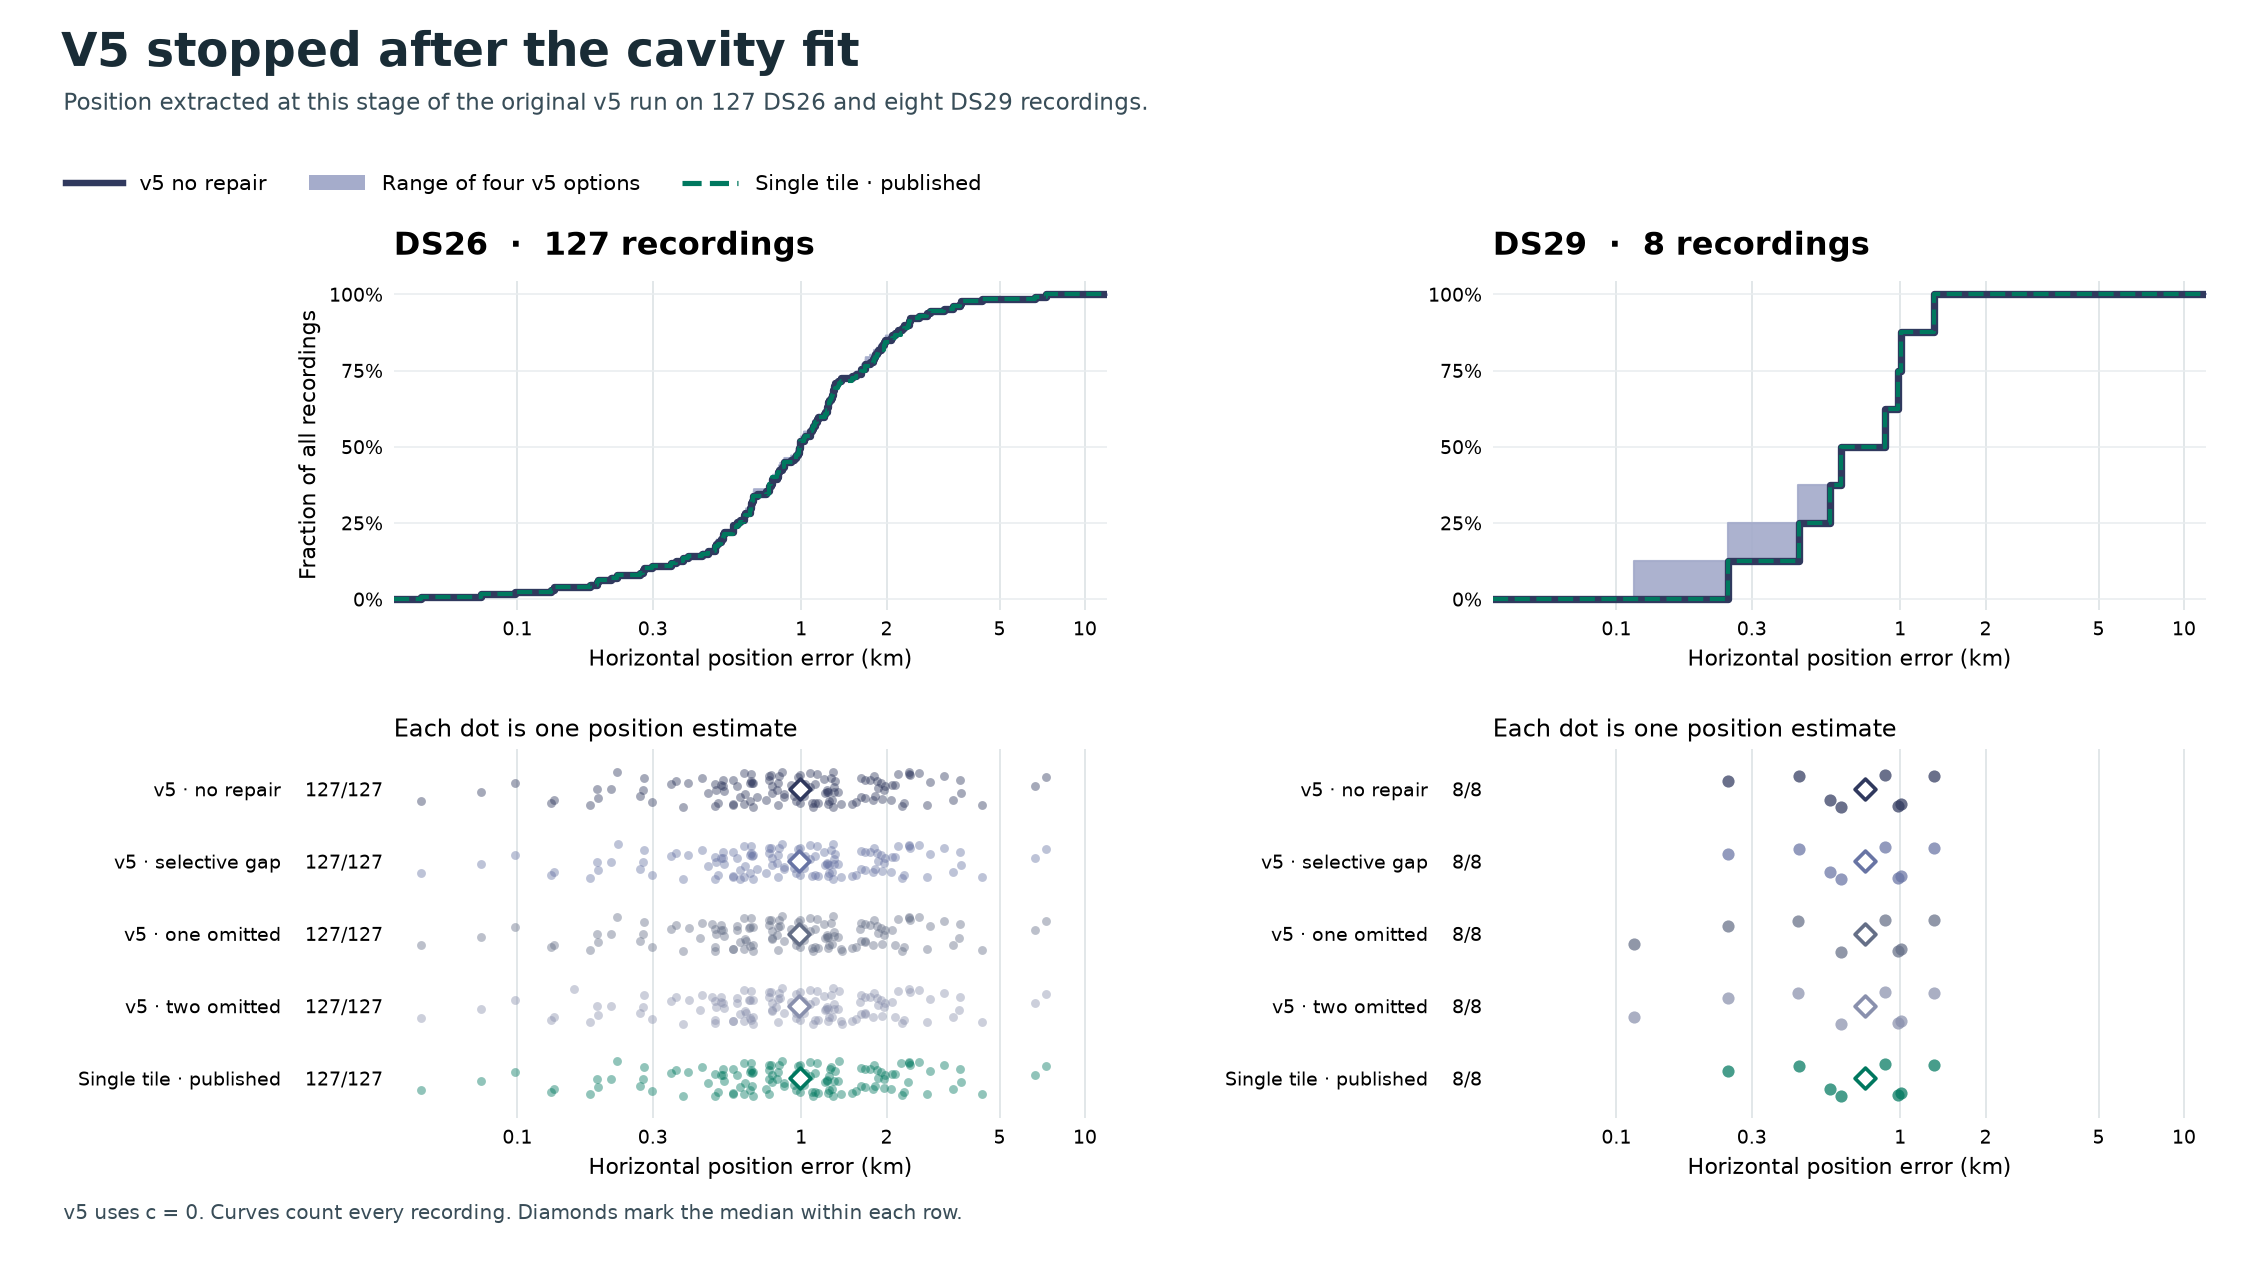 V5 stopped after the cavity fit
Position extracted at this stage of the original v5 run on 127 DS26 and eight DS29 recordings.
v5 no repair
Range of four v5 options
Single tile · published
DS26 · 127 recordings
100%
75%
50%
25%
0%
Fraction of all recordings
0.1 0.3 1 2 5 10
Horizontal position error (km)
DS29 · 8 recordings
100%
75%
50%
25%
0%
0.1 0.3 1 2 5 10
Horizontal position error (km)
Each dot is one position estimate
v5 · no repair 127/127
v5 · selective gap 127/127
v5 · one omitted 127/127
v5 · two omitted 127/127
Single tile · published 127/127
0.1 0.3 1 2 5 10
Horizontal position error (km)
Each dot is one position estimate
v5 · no repair 8/8
v5 · selective gap 8/8
v5 · one omitted 8/8
v5 · two omitted 8/8
Single tile · published 8/8
0.1 0.3 1 2 5 10
Horizontal position error (km)
v5 uses c = 0. Curves count every recording. Diamonds mark the median within each row.